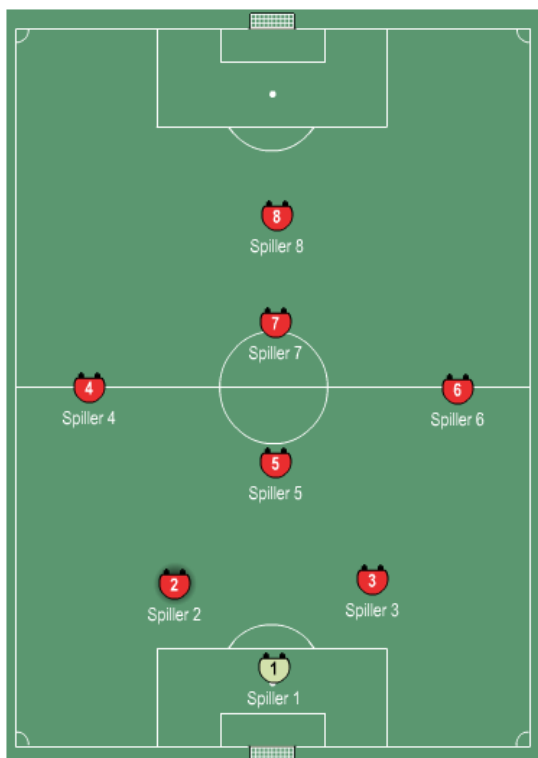 8
Spiller 8
7
Spiller 7
4
Spiller 4
6
Spiller 6
5
Spiller 5
2
Spiller 2
3
Spiller 3
1
Spiller 1